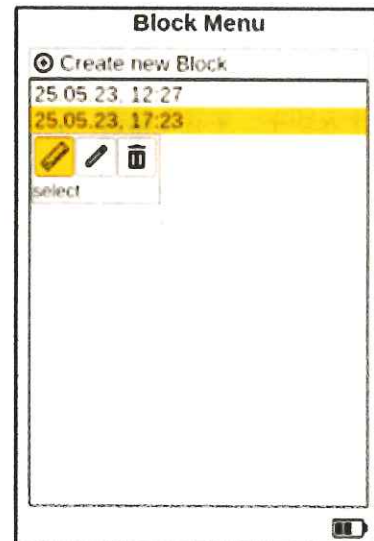 Block Menu
Create new Block
25.05.23, 12:27
25.05.23, 17:23
select